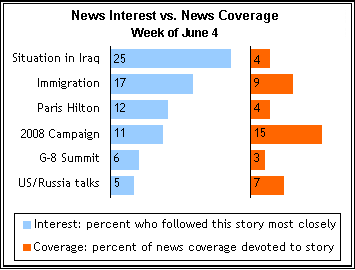 News Interest vs. News Coverage
Week of June 4
Situation in Iraq 25 4
Immigration 17 9
Paris Hilton 12 4
2008 Campaign 11 15
G-8 Summit 6 3
US/Russia talks 5 7
Interest: percent who followed this story most closely
Coverage: percent of news coverage devoted to story